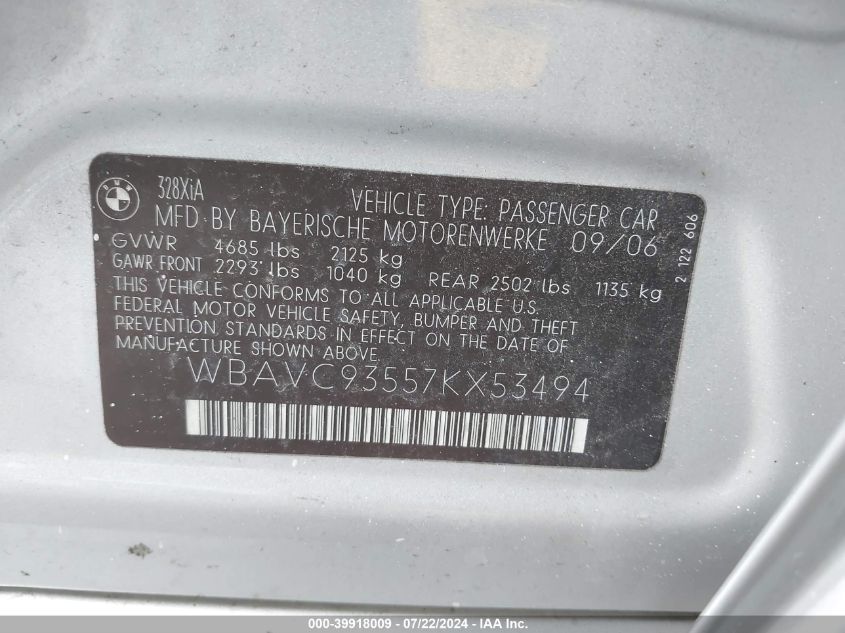 BMW
328XiA
VEHICLE TYPE: PASSENGER CAR
MFD. BY BAYERISCHE MOTORENWERKE 09/06
GVWR 4685 lbs 2125 kg
GAWR FRONT 2293 lbs 1040 kg REAR 2502 lbs 1135 kg
THIS VEHICLE CONFORMS TO ALL APPLICABLE U.S.
FEDERAL MOTOR VEHICLE SAFETY, BUMPER AND THEFT
PREVENTION STANDARDS IN EFFECT ON THE DATE OF
MANUFACTURE SHOWN ABOVE.
WBAVC93557KX53494
2 122 606
000-39918009 - 07/22/2024 - IAA Inc.